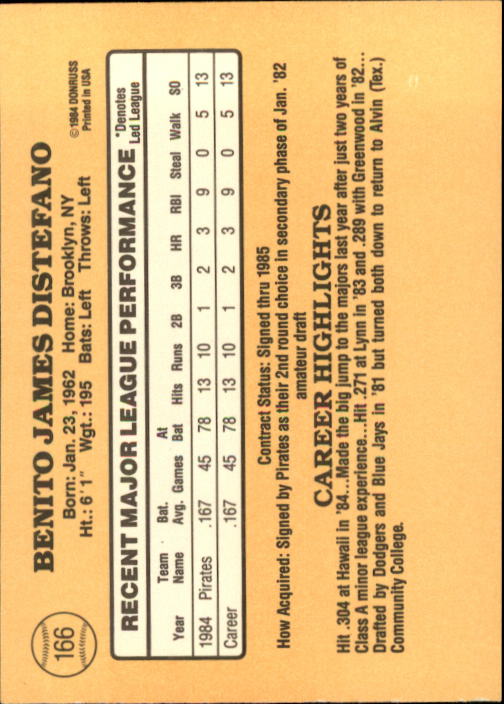 166
BENITO JAMES DISTEFANO
Born: Jan. 23, 1962 Home: Brooklyn, NY
Ht.: 6'1" Wgt.: 195 Bats: Left Throws: Left
©1984 DONRUSS
Printed in USA
RECENT MAJOR LEAGUE PERFORMANCE
*Denotes
Led League
Year Team Name Bat. Avg. Games At Bat Hits Runs 2B 3B HR RBI Steal Walk SO
1984 Pirates .167 45 78 13 10 1 2 3 9 0 5 13
Career .167 45 78 13 10 1 2 3 9 0 5 13
Contract Status: Signed thru 1985
How Acquired: Signed by Pirates as their 2nd round choice in secondary phase of Jan. '82
amateur draft
CAREER HIGHLIGHTS
Hit .304 at Hawaii in '84...Made the big jump to the majors last year after just two years of
Class A minor league experience...Hit .271 at Lynn in '83 and .289 with Greenwood in '82...
Drafted by Dodgers and Blue Jays in '81 but turned both down to return to Alvin (Tex.)
Community College.